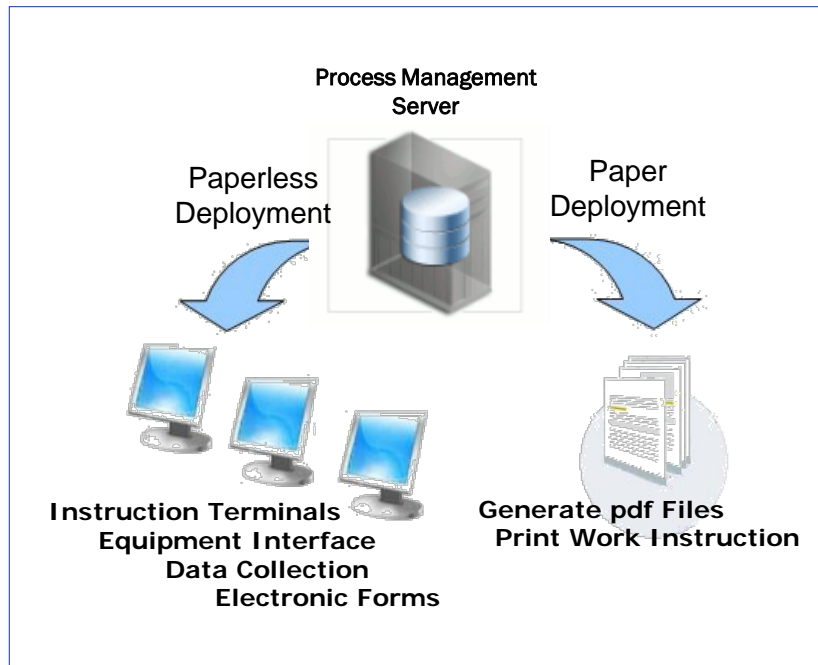 Process Management
Server
Paperless
Deployment
Paper
Deployment
Instruction Terminals
Equipment Interface
Data Collection
Electronic Forms
Generate pdf Files
Print Work Instruction